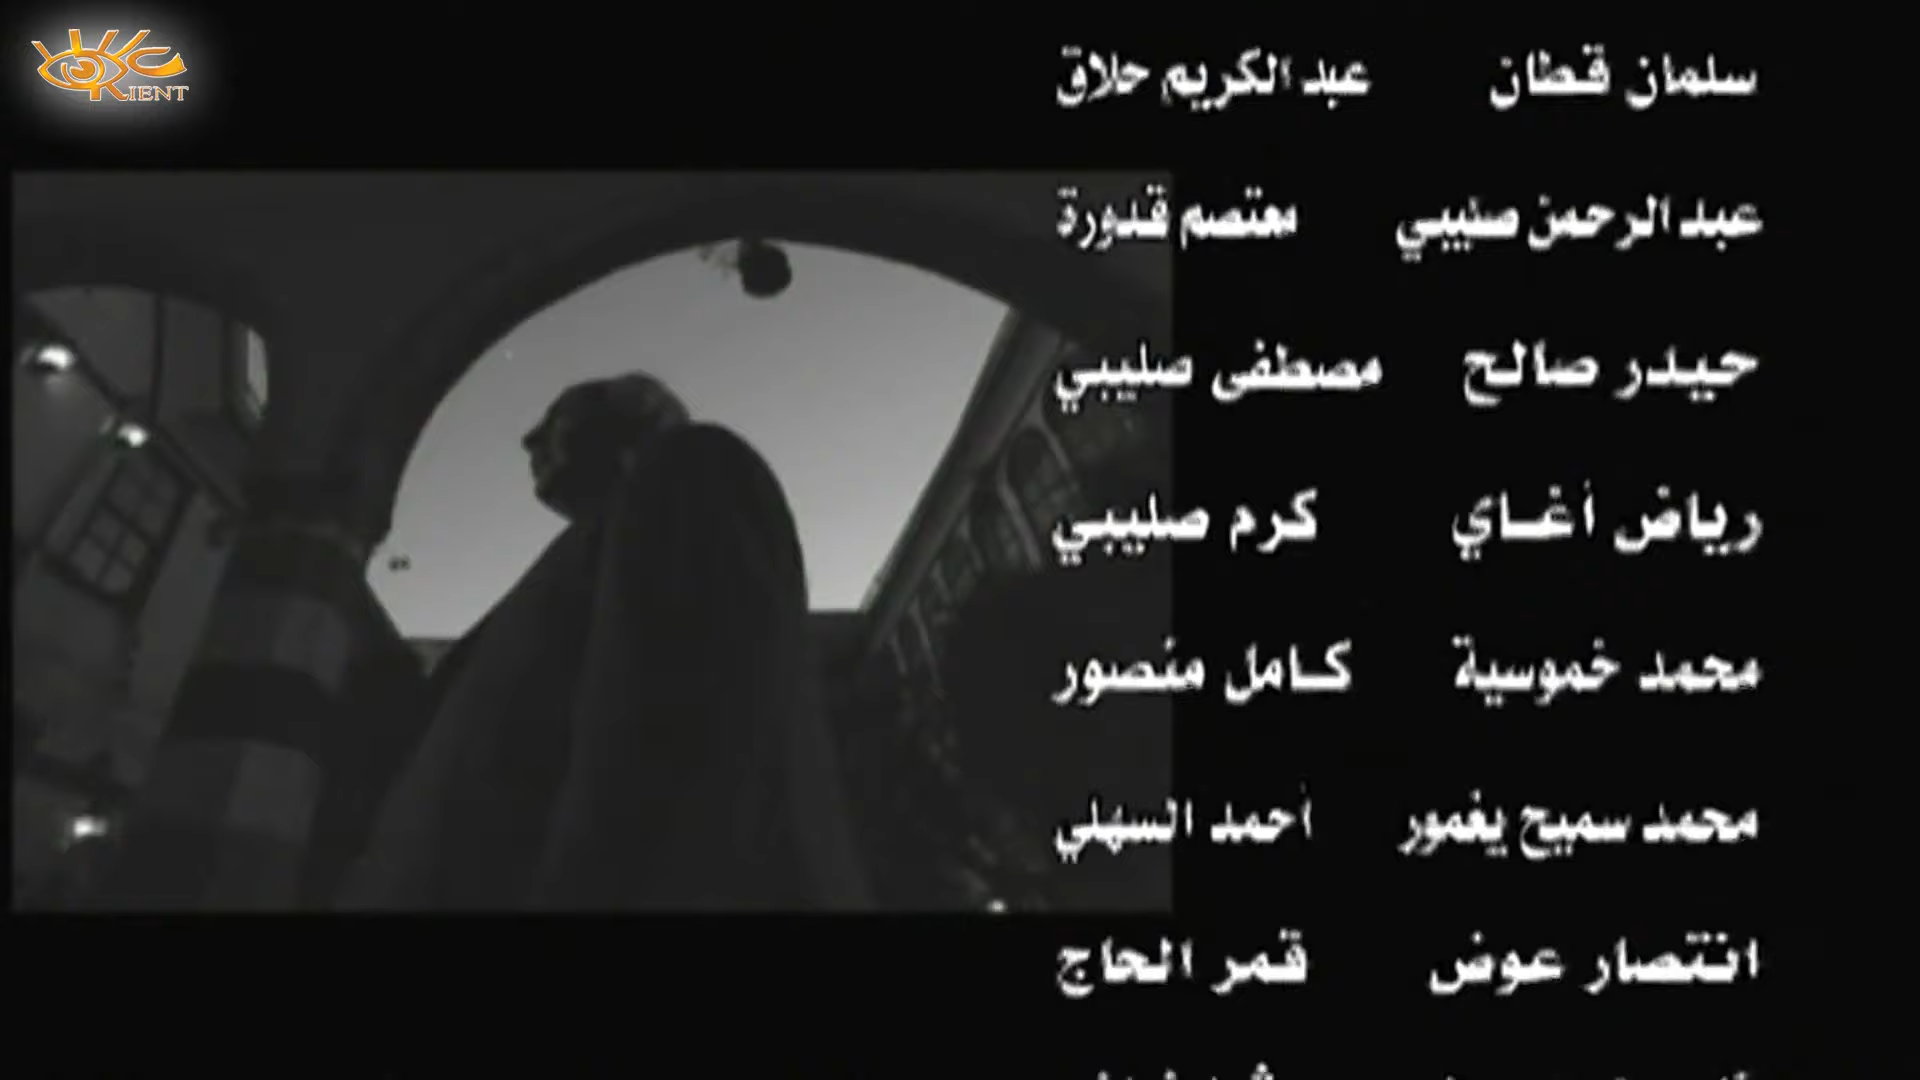 ORIENT
سلمان قطان عبد الكريم حلاق
عبد الرحمن صليبي معتصم قدورة
حيدر صالح مصطفى صليبي
رياض أغاي كرم صليبي
محمد خموسية كامل منصور
محمد سميح يغمور أحمد السهلي
انتصار عوض قمر الحاج